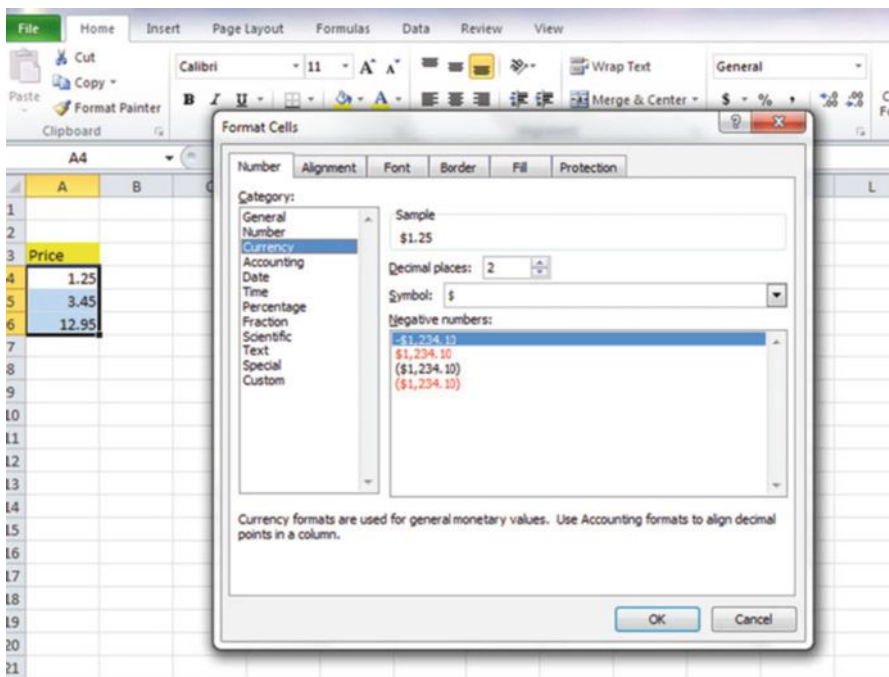 File Home Insert Page Layout Formulas Data Review View
Cut
Copy
Paste
Format Painter
Clipboard
Calibri 11 A A
B I U A
Wrap Text
Merge & Center
General
$ % ,
A4
A B L
Format Cells
Number Alignment Font Border Fill Protection
Category:
General
Number
Currency
Accounting
Date
Time
Percentage
Fraction
Scientific
Text
Special
Custom
Sample
$1.25
Decimal places: 2
Symbol: $
Negative numbers:
-$1,234.10
$1,234.10
($1,234.10)
($1,234.10)
Currency formats are used for general monetary values. Use Accounting formats to align decimal
points in a column.
OK Cancel
1
2
3 Price
4 1.25
5 3.45
6 12.95
7
8
9
10
11
12
13
14
15
16
17
18
19
20
21